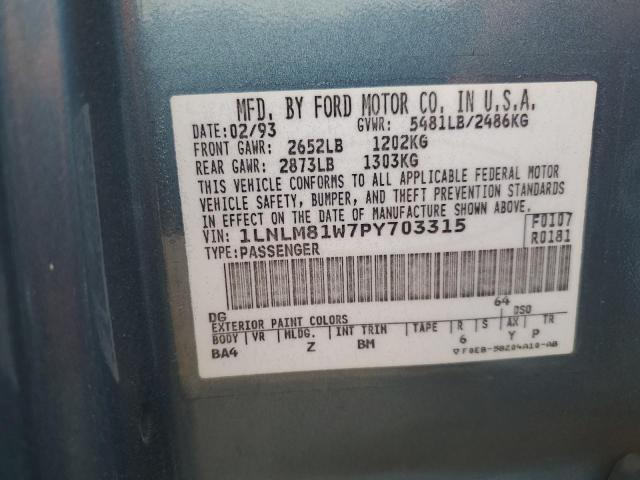 MFD. BY FORD MOTOR CO. IN U.S.A.
DATE: 02/93 GVWR: 5481LB/2486KG
FRONT GAWR: 2652LB 1202KG
REAR GAWR: 2873LB 1303KG
THIS VEHICLE CONFORMS TO ALL APPLICABLE FEDERAL MOTOR
VEHICLE SAFETY, BUMPER, AND THEFT PREVENTION STANDARDS
IN EFFECT ON THE DATE OF MANUFACTURE SHOWN ABOVE.
VIN: 1LNLM81W7PY703315 F0107
TYPE: PASSENGER R0181
DG 64
EXTERIOR PAINT COLORS DSO
BODY VR MLDG. INT TRIM TAPE R S AX TR
BA4 Z BM 6 Y P
▽F0EB-58204A10-AB